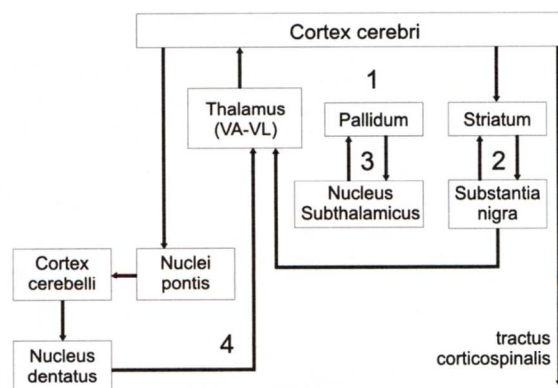 Cortex cerebri
1
Thalamus
(VA-VL)
Pallidum
Striatum
3
2
Nucleus
Subthalamicus
Substantia
nigra
Cortex
cerebelli
Nuclei
pontis
4
Nucleus
dentatus
tractus
corticospinalis